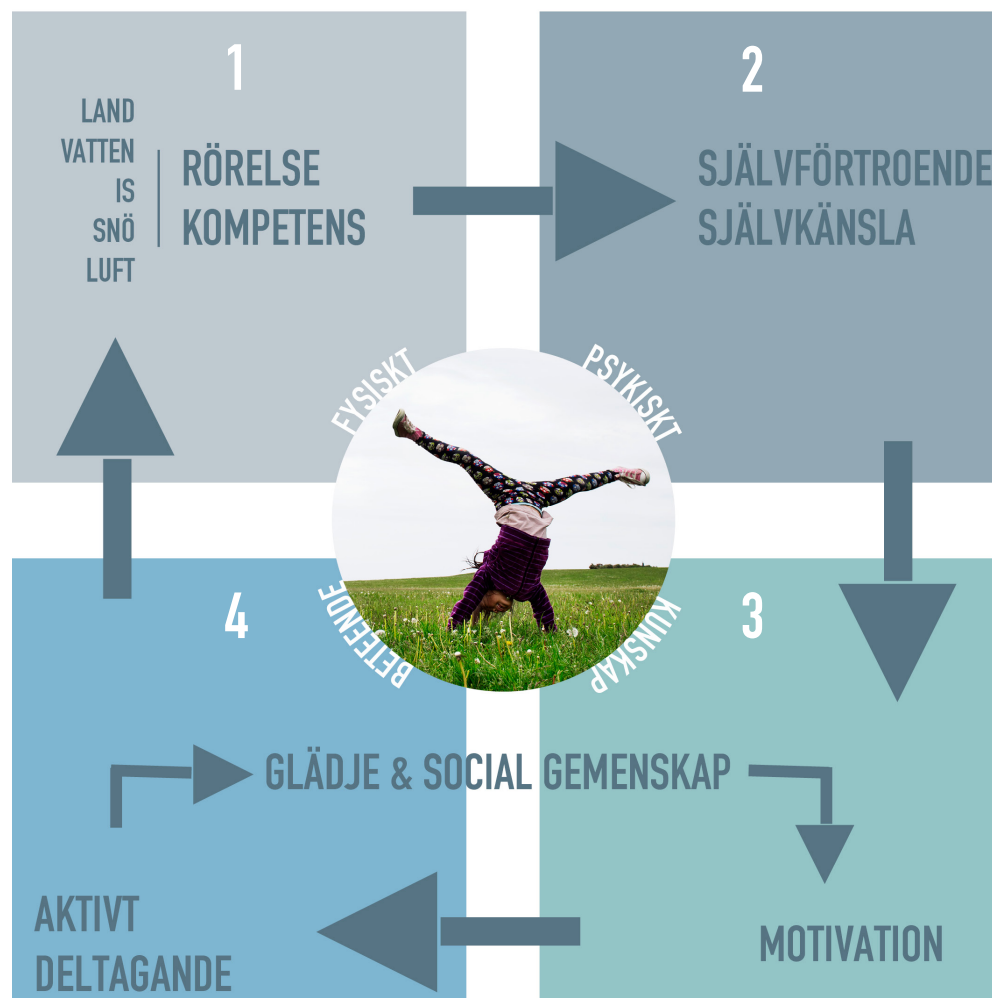 1
LAND
VATTEN
IS
SNÖ
LUFT
RÖRELSE
KOMPETENS
2
SJÄLVFÖRTROENDE
SJÄLVKÄNSLA
FYSISKT
PSYKISKT
BETEENDE
KUNSKAP
4
3
GLÄDJE & SOCIAL GEMENSKAP
AKTIVT
DELTAGANDE
MOTIVATION